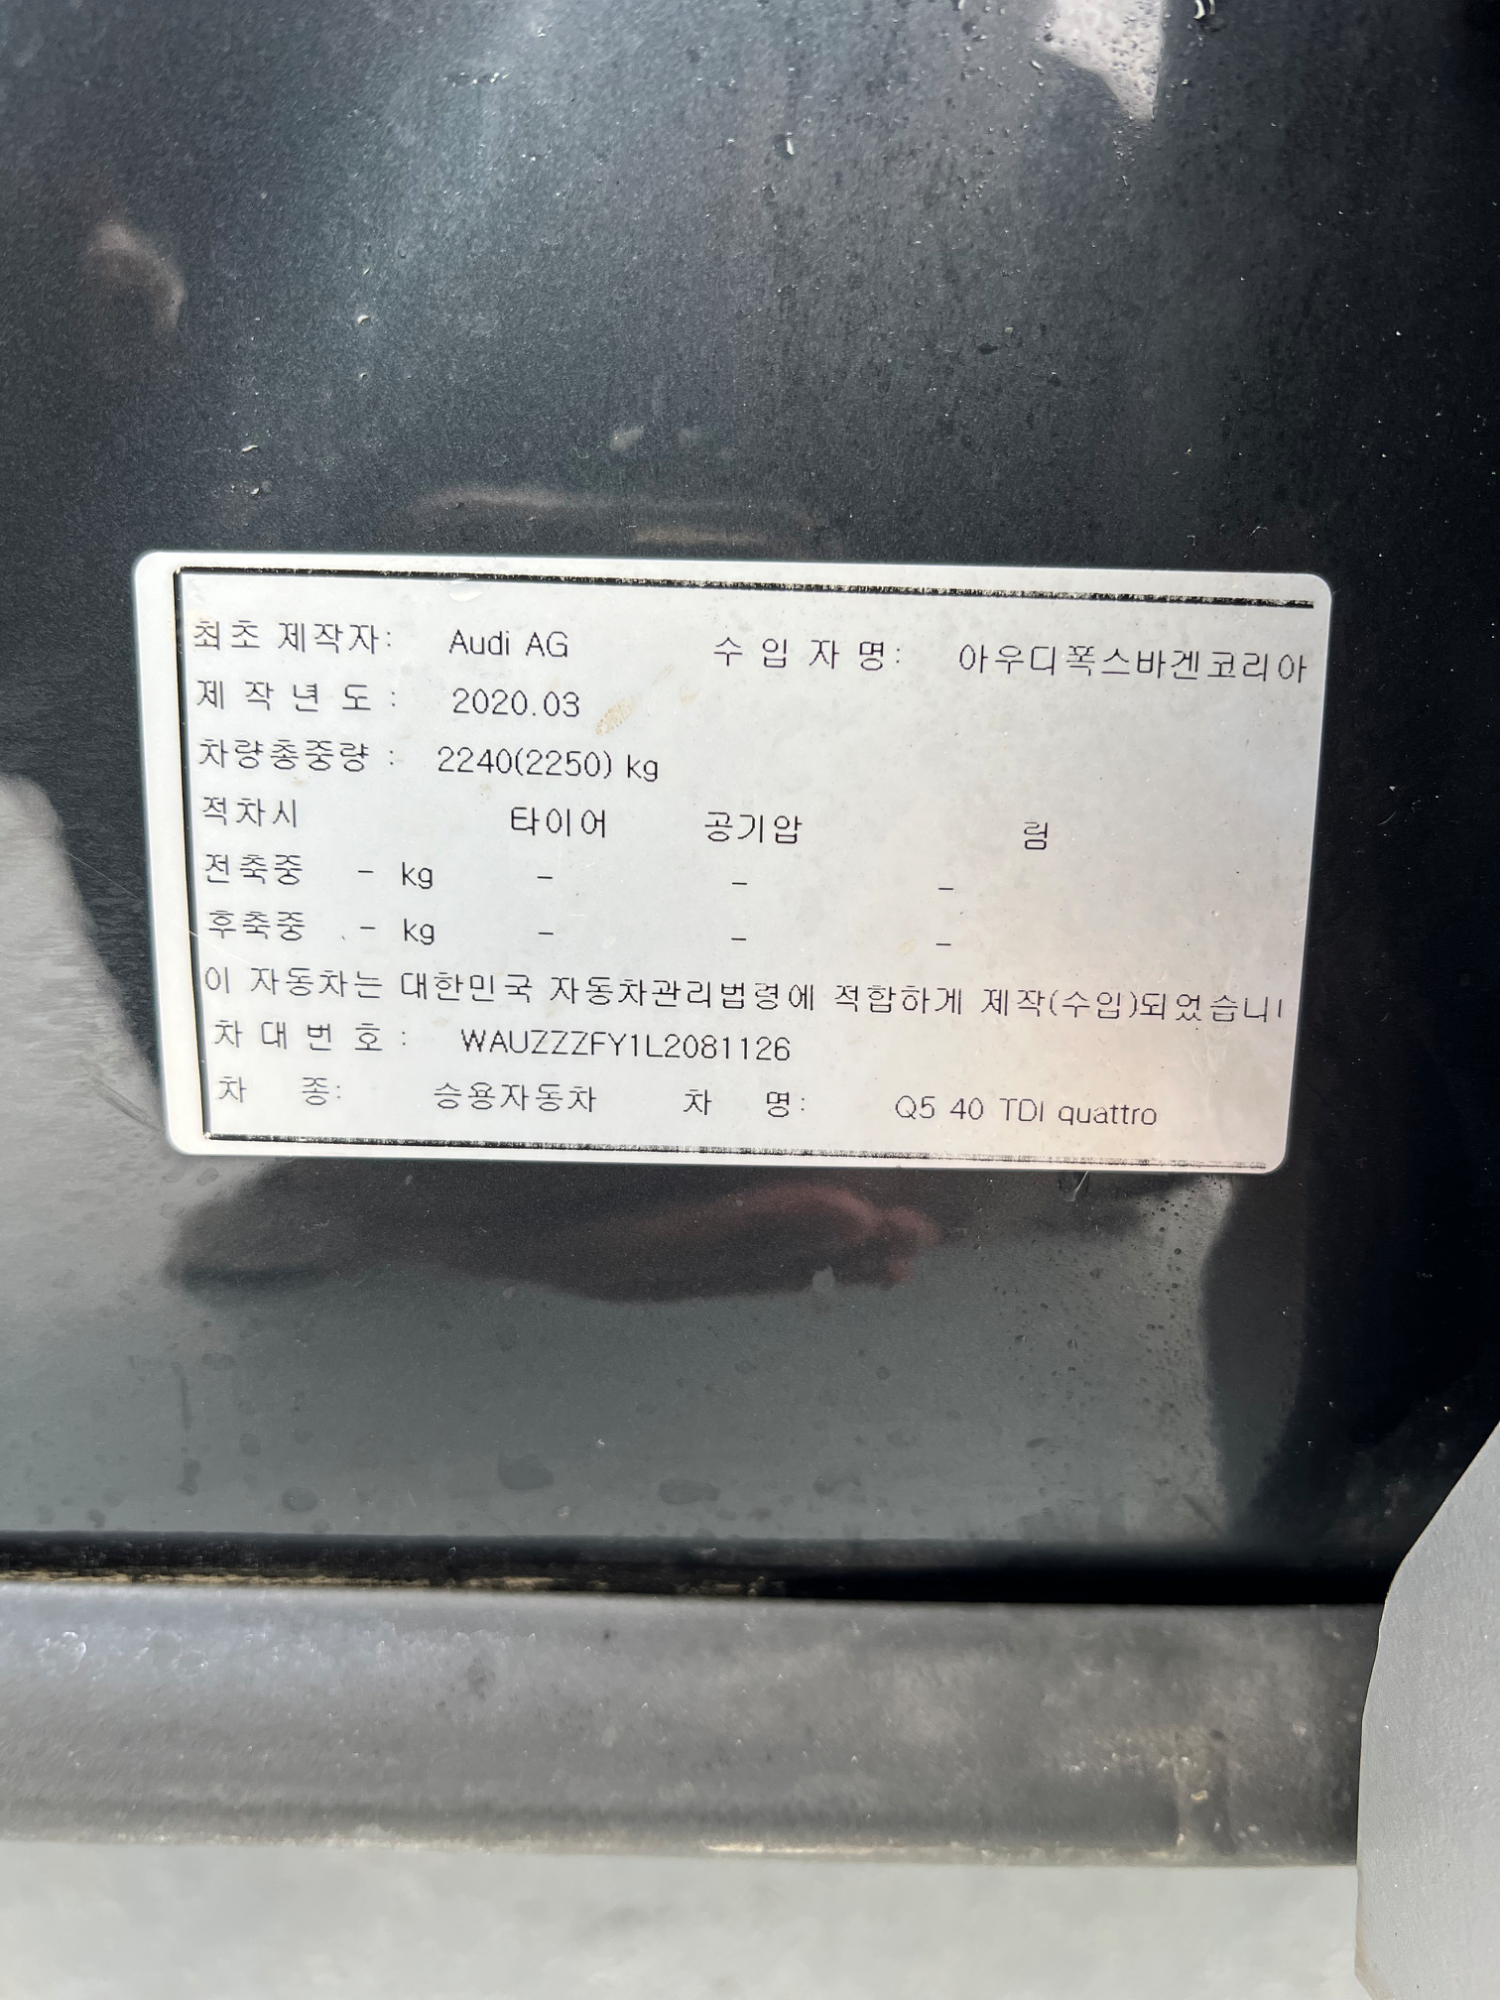 최초 제작자: Audi AG 수 입 자 명: 아우디폭스바겐코리아
제 작 년 도 : 2020.03
차량총중량 : 2240(2250) kg
적차시 타이어 공기압 림
전축중 - kg - - -
후축중 - kg - - -
이 자동차는 대한민국 자동차관리법령에 적합하게 제작(수입)되었습니
차 대 번 호 : WAUZZZFY1L2081126
차 종: 승용자동차 차 명: Q5 40 TDI quattro